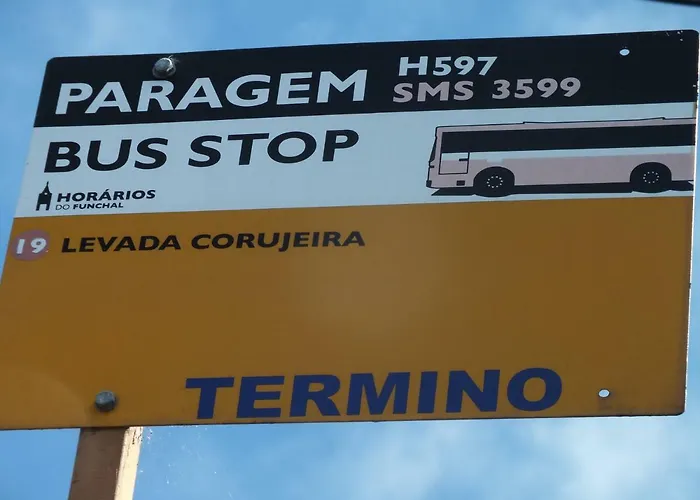 PARAGEM H597
SMS 3599
BUS STOP
HORÁRIOS
DO FUNCHAL
19 LEVADA CORUJEIRA
TERMINO